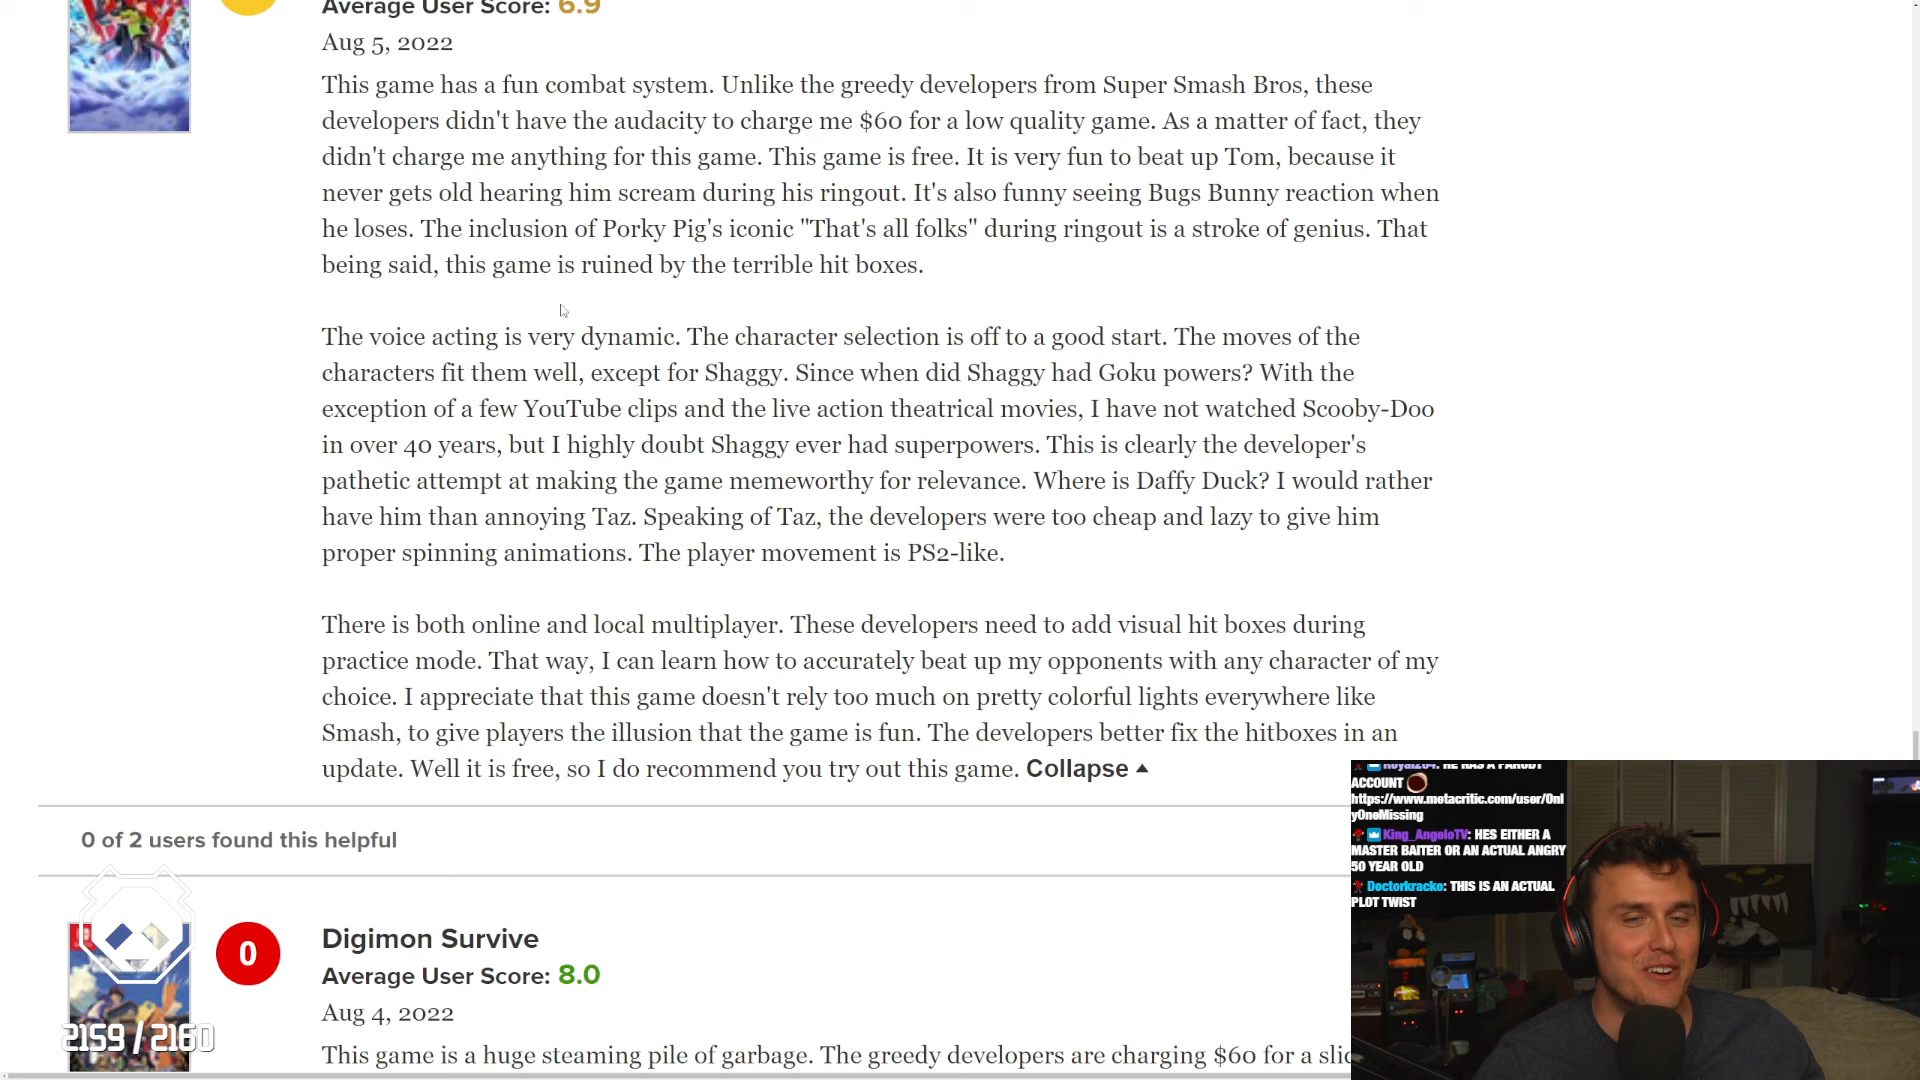 Average User Score: 6.9
Aug 5, 2022
This game has a fun combat system. Unlike the greedy developers from Super Smash Bros, these
developers didn't have the audacity to charge me $60 for a low quality game. As a matter of fact, they
didn't charge me anything for this game. This game is free. It is very fun to beat up Tom, because it
never gets old hearing him scream during his ringout. It's also funny seeing Bugs Bunny reaction when
he loses. The inclusion of Porky Pig's iconic "That's all folks" during ringout is a stroke of genius. That
being said, this game is ruined by the terrible hit boxes.
The voice acting is very dynamic. The character selection is off to a good start. The moves of the
characters fit them well, except for Shaggy. Since when did Shaggy had Goku powers? With the
exception of a few YouTube clips and the live action theatrical movies, I have not watched Scooby-Doo
in over 40 years, but I highly doubt Shaggy ever had superpowers. This is clearly the developer's
pathetic attempt at making the game memeworthy for relevance. Where is Daffy Duck? I would rather
have him than annoying Taz. Speaking of Taz, the developers were too cheap and lazy to give him
proper spinning animations. The player movement is PS2-like.
There is both online and local multiplayer. These developers need to add visual hit boxes during
practice mode. That way, I can learn how to accurately beat up my opponents with any character of my
choice. I appreciate that this game doesn't rely too much on pretty colorful lights everywhere like
Smash, to give players the illusion that the game is fun. The developers better fix the hitboxes in an
update. Well it is free, so I do recommend you try out this game. Collapse
0 of 2 users found this helpful
0
Digimon Survive
Average User Score: 8.0
Aug 4, 2022
This game is a huge steaming pile of garbage. The greedy developers are charging $60 for a slic
2159 / 2160
HE HAS A PARODY
ACCOUNT
https://www.metacritic.com/user/Onl
yOneMissing
King_AngeloTV: HES EITHER A
MASTER BAITER OR AN ACTUAL ANGRY
50 YEAR OLD
Doctorkracko: THIS IS AN ACTUAL
PLOT TWIST